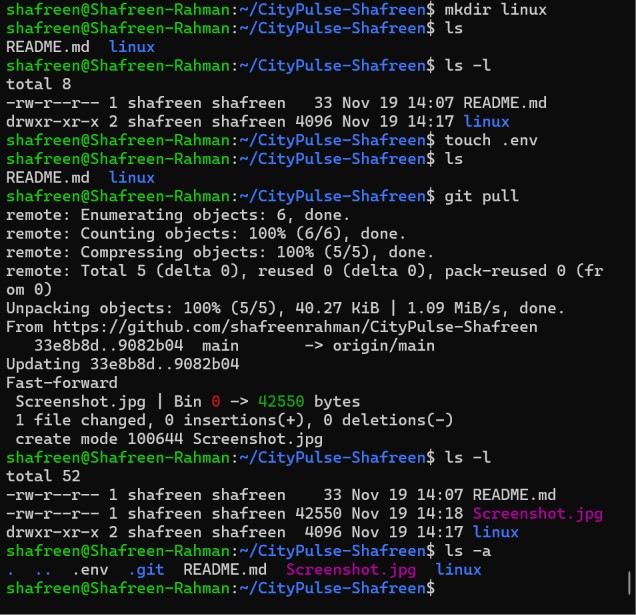 shafreen@Shafreen-Rahman:~/CityPulse-Shafreen$ mkdir linux
shafreen@Shafreen-Rahman:~/CityPulse-Shafreen$ ls
README.md  linux
shafreen@Shafreen-Rahman:~/CityPulse-Shafreen$ ls -l
total 8
-rw-r--r-- 1 shafreen shafreen   33 Nov 19 14:07 README.md
drwxr-xr-x 2 shafreen shafreen 4096 Nov 19 14:17 linux
shafreen@Shafreen-Rahman:~/CityPulse-Shafreen$ touch .env
shafreen@Shafreen-Rahman:~/CityPulse-Shafreen$ ls
README.md  linux
shafreen@Shafreen-Rahman:~/CityPulse-Shafreen$ git pull
remote: Enumerating objects: 6, done.
remote: Counting objects: 100% (6/6), done.
remote: Compressing objects: 100% (5/5), done.
remote: Total 5 (delta 0), reused 0 (delta 0), pack-reused 0 (fr
om 0)
Unpacking objects: 100% (5/5), 40.27 KiB | 1.09 MiB/s, done.
From https://github.com/shafreenrahman/CityPulse-Shafreen
   33e8b8d..9082b04  main       -> origin/main
Updating 33e8b8d..9082b04
Fast-forward
 Screenshot.jpg | Bin 0 -> 42550 bytes
 1 file changed, 0 insertions(+), 0 deletions(-)
 create mode 100644 Screenshot.jpg
shafreen@Shafreen-Rahman:~/CityPulse-Shafreen$ ls -l
total 52
-rw-r--r-- 1 shafreen shafreen    33 Nov 19 14:07 README.md
-rw-r--r-- 1 shafreen shafreen 42550 Nov 19 14:18 Screenshot.jpg
drwxr-xr-x 2 shafreen shafreen  4096 Nov 19 14:17 linux
shafreen@Shafreen-Rahman:~/CityPulse-Shafreen$ ls -a
.  ..  .env  .git  README.md  Screenshot.jpg  linux
shafreen@Shafreen-Rahman:~/CityPulse-Shafreen$